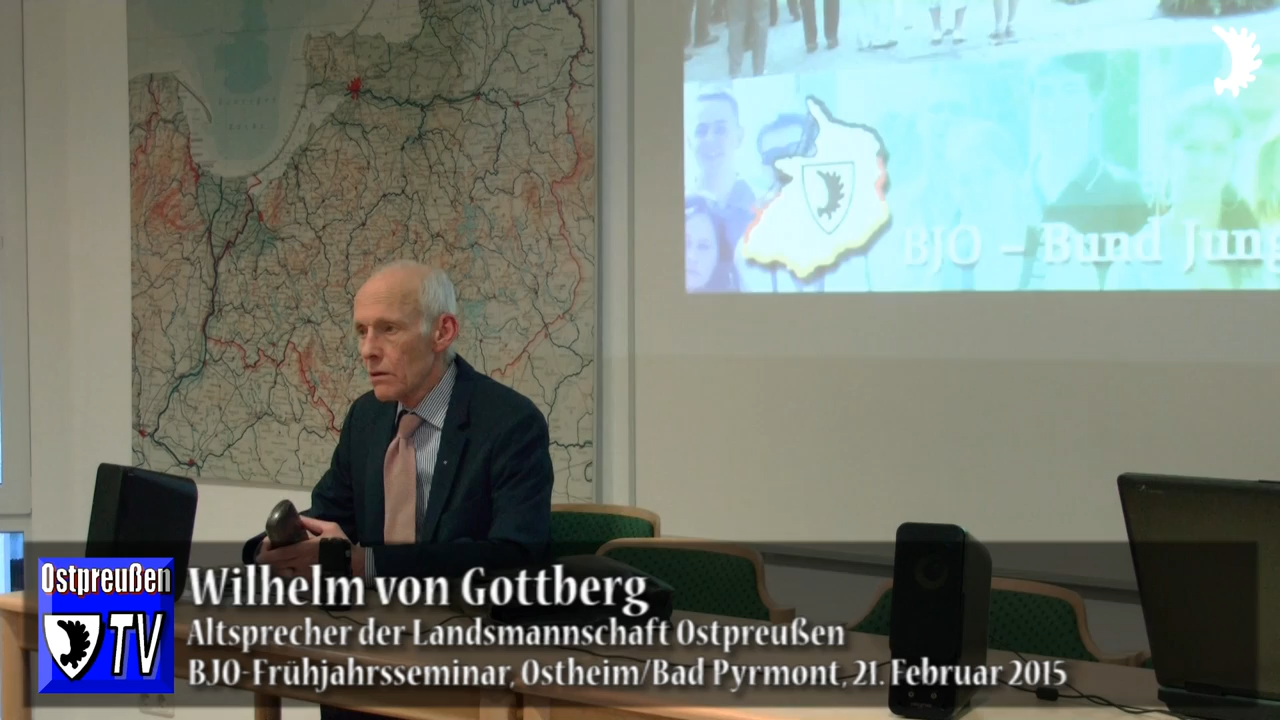 BJO – Bund Jung
Ostpreußen
TV
Wilhelm von Gottberg
Altsprecher der Landsmannschaft Ostpreußen
BJO-Frühjahrsseminar, Ostheim/Bad Pyrmont, 21. Februar 2015